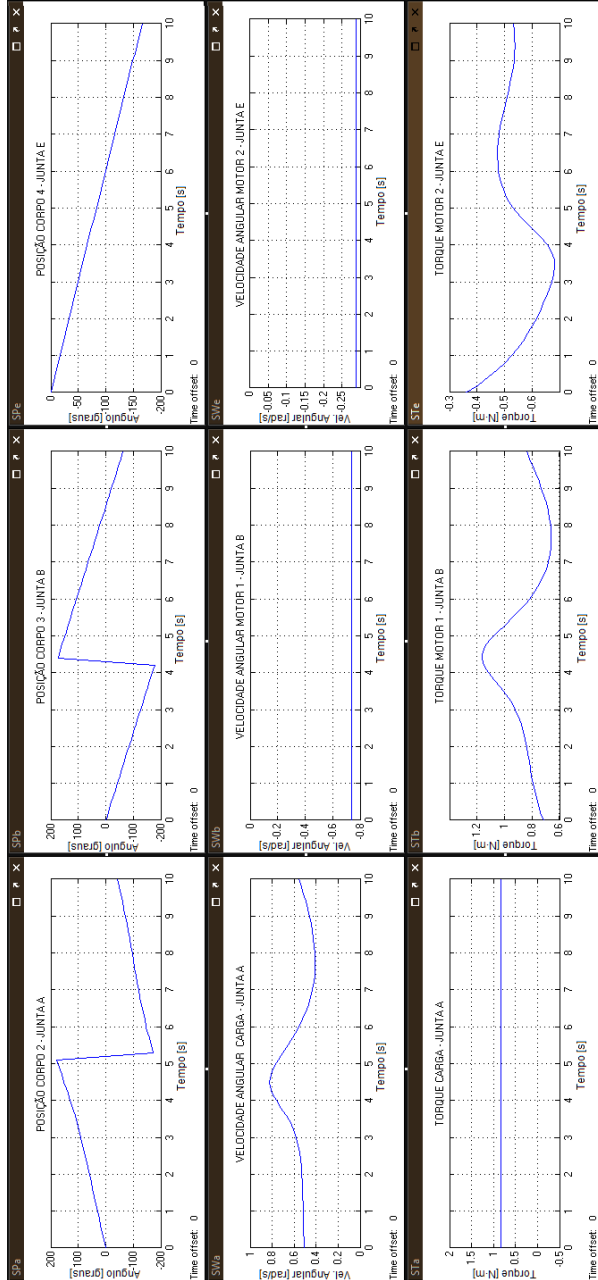 SPa
POSIÇÃO CORPO 2 - JUNTA A
Angulo [graus]
200
100
0
-100
-200
0 1 2 3 4 5 6 7 8 9 10
Tempo [s]
Time offset: 0
SPb
POSIÇÃO CORPO 3 - JUNTA B
Angulo [graus]
200
100
0
-100
-200
0 1 2 3 4 5 6 7 8 9 10
Tempo [s]
Time offset: 0
SPe
POSIÇÃO CORPO 4 - JUNTA E
Angulo [graus]
0
-50
-100
-150
-200
0 1 2 3 4 5 6 7 8 9 10
Tempo [s]
Time offset: 0
SWa
VELOCIDADE ANGULAR CARGA - JUNTA A
Vel. Angular [rad/s]
1
0.8
0.6
0.4
0.2
0
0 1 2 3 4 5 6 7 8 9 10
Tempo [s]
Time offset: 0
SWb
VELOCIDADE ANGULAR MOTOR 1 - JUNTA B
Vel. Angular [rad/s]
0
-0.2
-0.4
-0.6
-0.8
0 1 2 3 4 5 6 7 8 9 10
Tempo [s]
Time offset: 0
SWe
VELOCIDADE ANGULAR MOTOR 2 - JUNTA E
Vel. Angular [rad/s]
0
-0.05
-0.1
-0.15
-0.2
-0.25
0 1 2 3 4 5 6 7 8 9 10
Tempo [s]
Time offset: 0
STa
TORQUE CARGA - JUNTA A
Torque [N·m]
2
1.5
1
0.5
0
-0.5
0 1 2 3 4 5 6 7 8 9 10
Tempo [s]
Time offset: 0
STb
TORQUE MOTOR 1 - JUNTA B
Torque [N·m]
1.2
1
0.8
0.6
0 1 2 3 4 5 6 7 8 9 10
Tempo [s]
Time offset: 0
STe
TORQUE MOTOR 2 - JUNTA E
Torque [N·m]
-0.3
-0.4
-0.5
-0.6
0 1 2 3 4 5 6 7 8 9 10
Tempo [s]
Time offset: 0